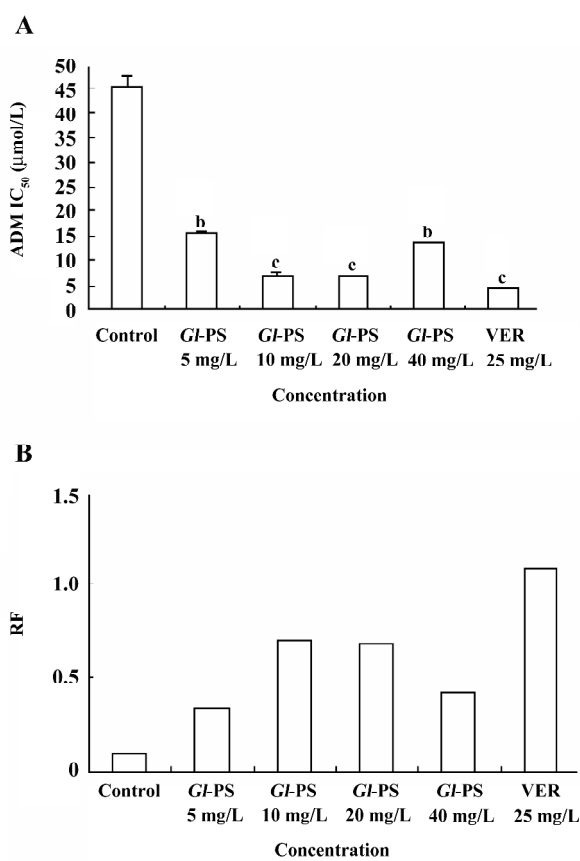 A
ADM IC50 (μmol/L)
50
45
40
35
30
25
20
15
10
5
0
b
c
c
b
c
Control Gl-PS Gl-PS Gl-PS Gl-PS VER
5 mg/L 10 mg/L 20 mg/L 40 mg/L 25 mg/L
Concentration
B
RF
1.5
1.0
0.5
0
Control Gl-PS Gl-PS Gl-PS Gl-PS VER
5 mg/L 10 mg/L 20 mg/L 40 mg/L 25 mg/L
Concentration